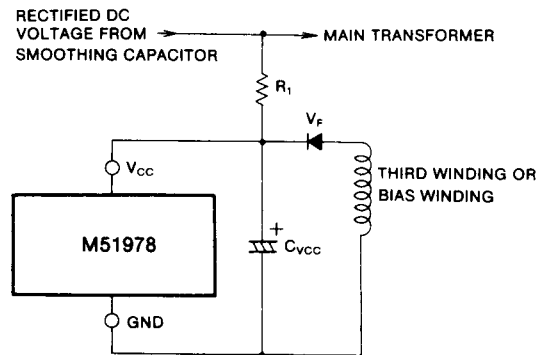 RECTIFIED DC
VOLTAGE FROM
SMOOTHING CAPACITOR
MAIN TRANSFORMER
R1
VF
VCC
THIRD WINDING OR
BIAS WINDING
M51978
+
CVCC
GND